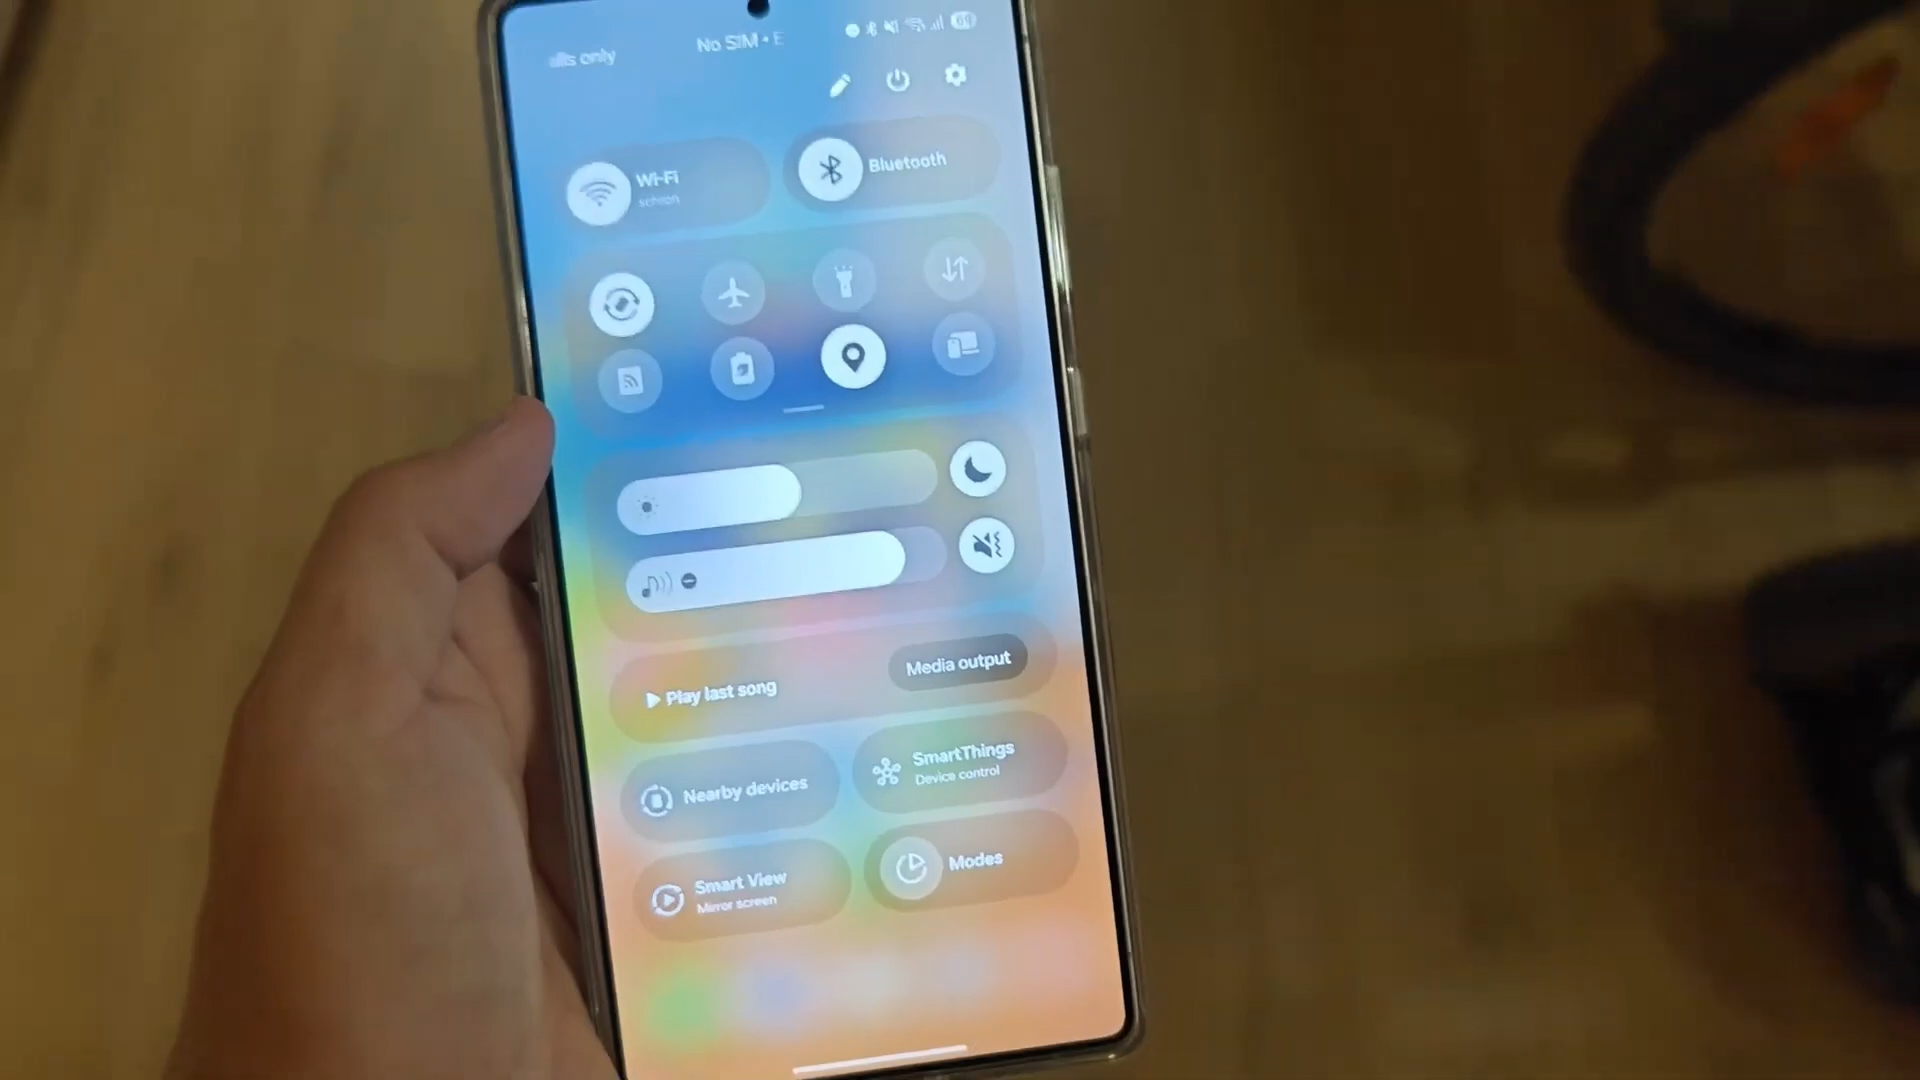 only
No SIM • E
Wi-Fi
Bluetooth
Play last song
Media output
Nearby devices
SmartThings
Device control
Smart View
Mirror screen
Modes